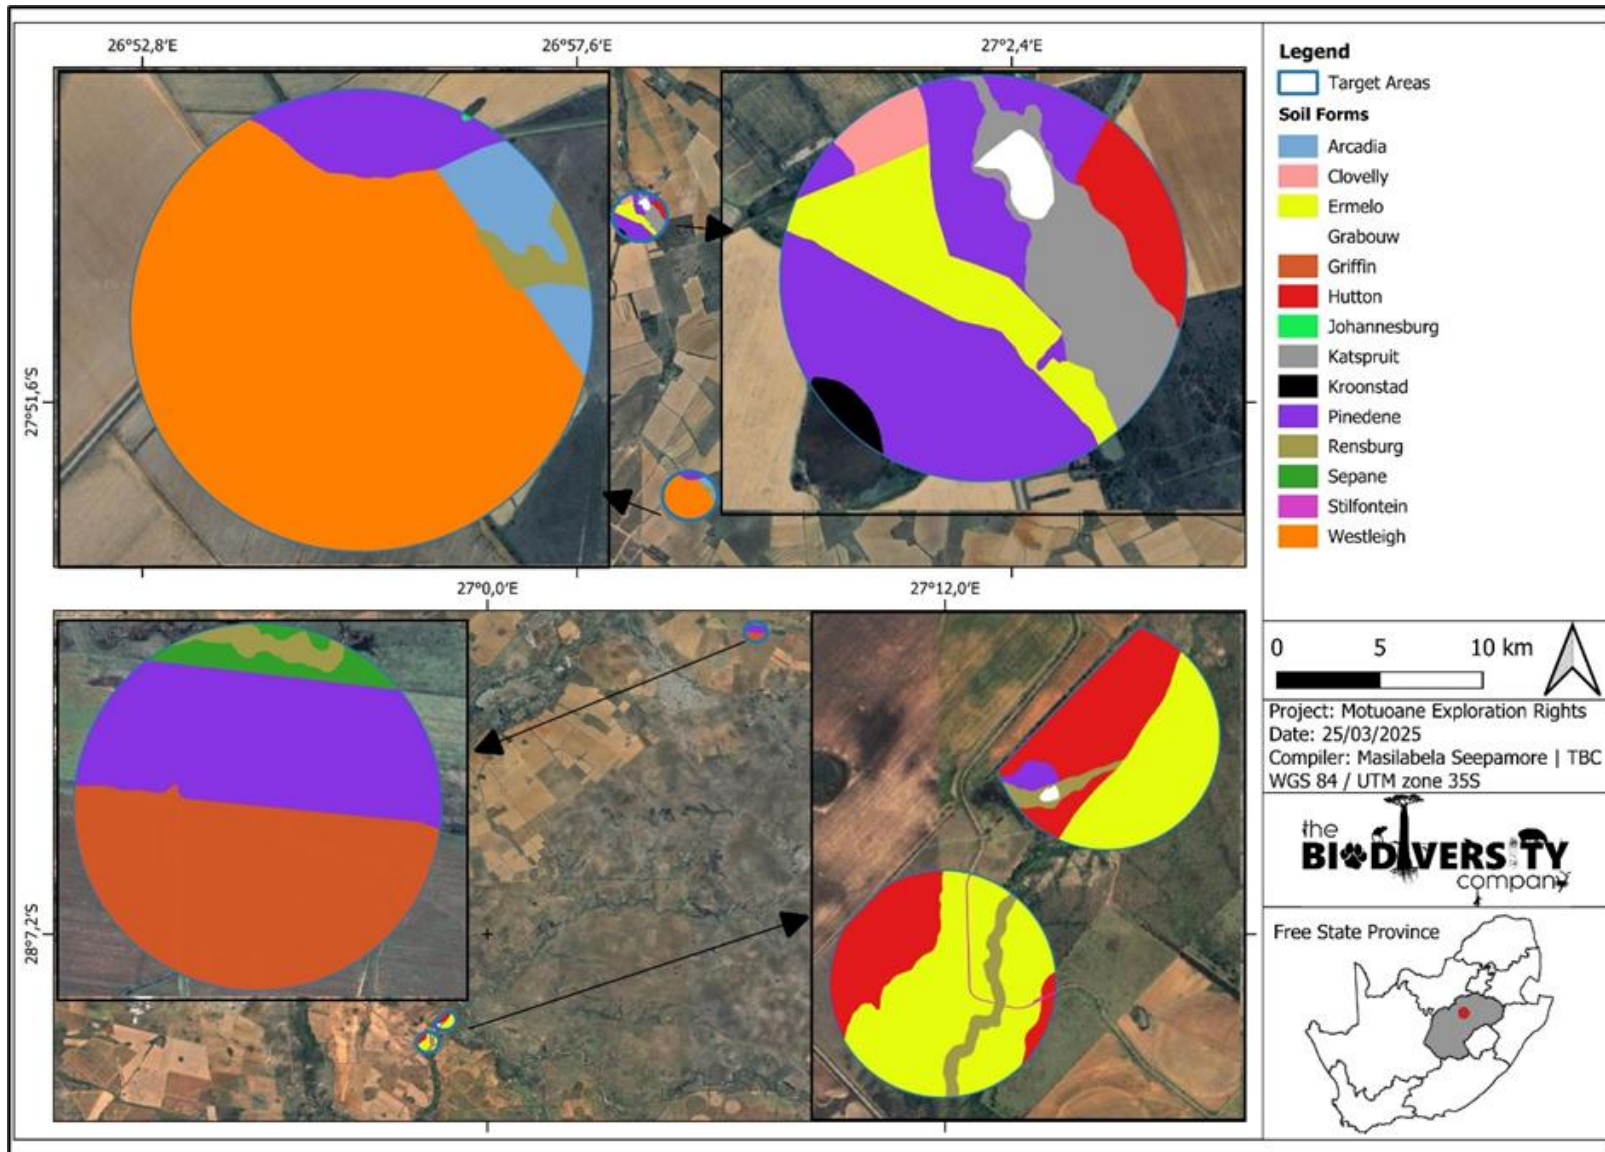 26°52,8'E
26°57,6'E
27°2,4'E
27°51,6'S
27°0,0'E
27°12,0'E
28°7,2'S
Legend
Target Areas
Soil Forms
Arcadia
Clovelly
Ermelo
Grabouw
Griffin
Hutton
Johannesburg
Katspruit
Kroonstad
Pinedene
Rensburg
Sepane
Stilfontein
Westleigh
0 5 10 km
Project: Motuoane Exploration Rights
Date: 25/03/2025
Compiler: Masilabela Seepamore | TBC
WGS 84 / UTM zone 35S
the
BIODIVERSITY
company
Free State Province